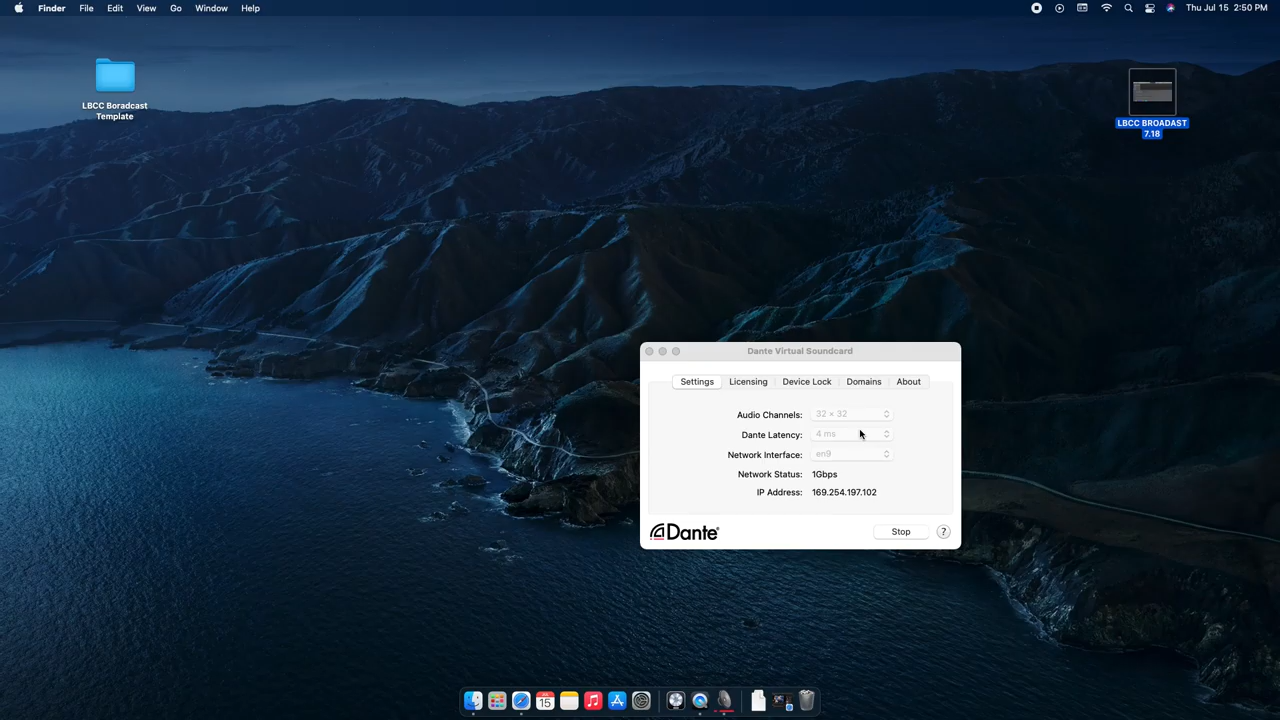 Finder File Edit View Go Window Help
Thu Jul 15 2:50 PM
LBCC Boradcast
Template
LBCC BROADAST
7.18
Dante Virtual Soundcard
Settings Licensing Device Lock Domains About
Audio Channels: 32 × 32
Dante Latency: 4 ms
Network Interface: en9
Network Status: 1Gbps
IP Address: 169.254.197.102
Dante® Stop ?
15